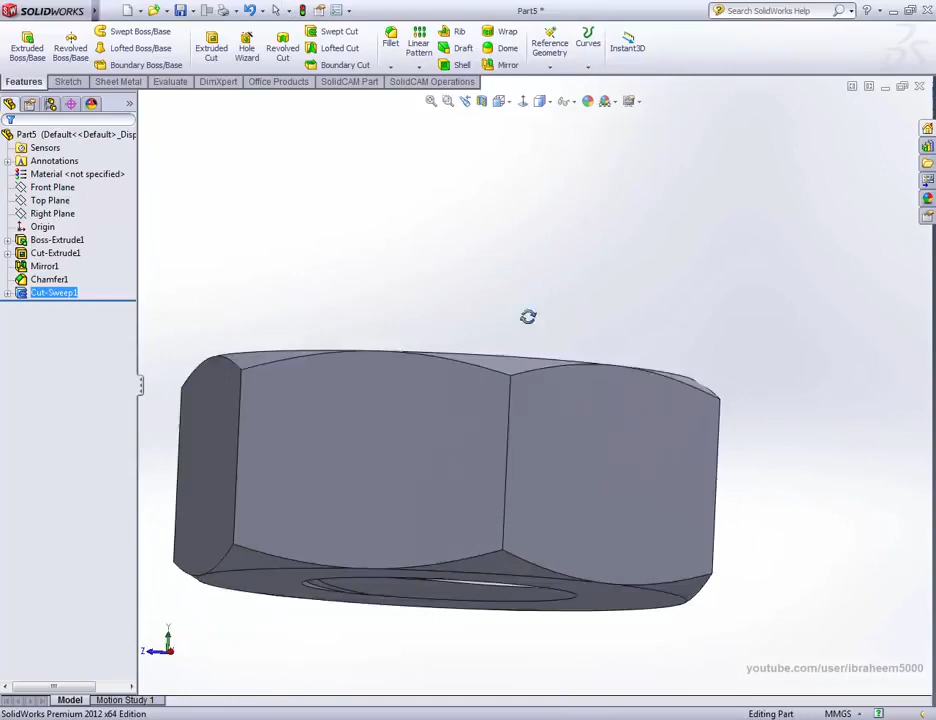 SOLIDWORKS
Part5 *
Search SolidWorks Help
Extruded Boss/Base
Revolved Boss/Base
Swept Boss/Base
Lofted Boss/Base
Boundary Boss/Base
Extruded Cut
Hole Wizard
Revolved Cut
Swept Cut
Lofted Cut
Boundary Cut
Fillet
Linear Pattern
Rib
Draft
Shell
Wrap
Dome
Mirror
Reference Geometry
Curves
Instant3D
Features Sketch Sheet Metal Evaluate DimXpert Office Products SolidCAM Part SolidCAM Operations
Part5 (Default<<Default>_Disp
Sensors
Annotations
Material <not specified>
Front Plane
Top Plane
Right Plane
Origin
Boss-Extrude1
Cut-Extrude1
Mirror1
Chamfer1
Cut-Sweep1
Y
Z
youtube.com/user/ibraheem5000
Model Motion Study 1
SolidWorks Premium 2012 x64 Edition
Editing Part
MMGS